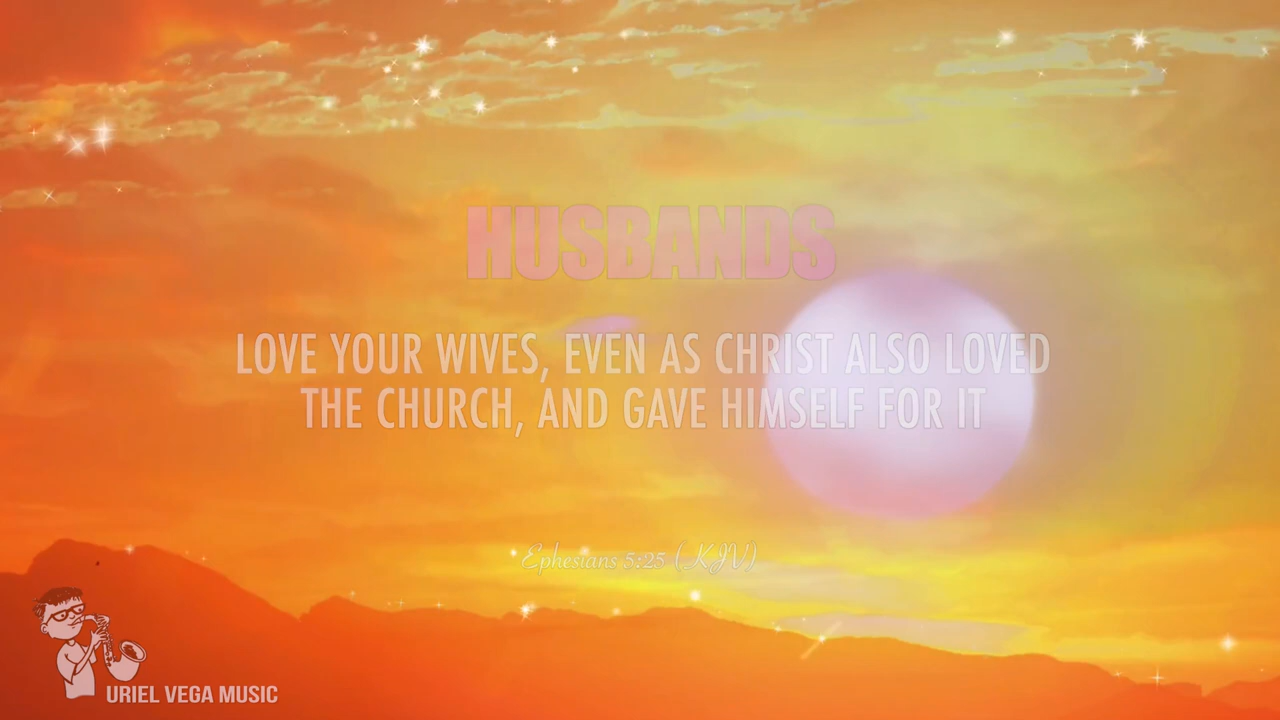 HUSBANDS
LOVE YOUR WIVES, EVEN AS CHRIST ALSO LOVED
THE CHURCH, AND GAVE HIMSELF FOR IT
Ephesians 5:25 (KJV)
URIEL VEGA MUSIC